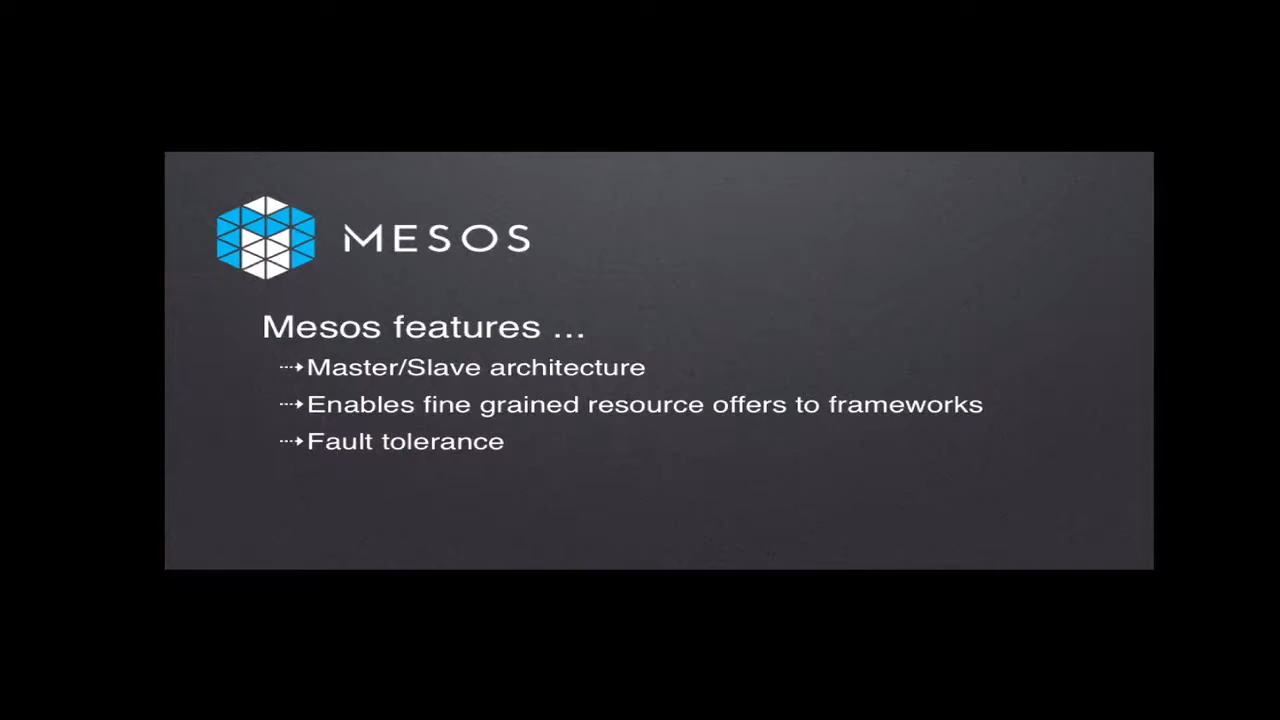 MESOS
Mesos features ...
Master/Slave architecture
Enables fine grained resource offers to frameworks
Fault tolerance